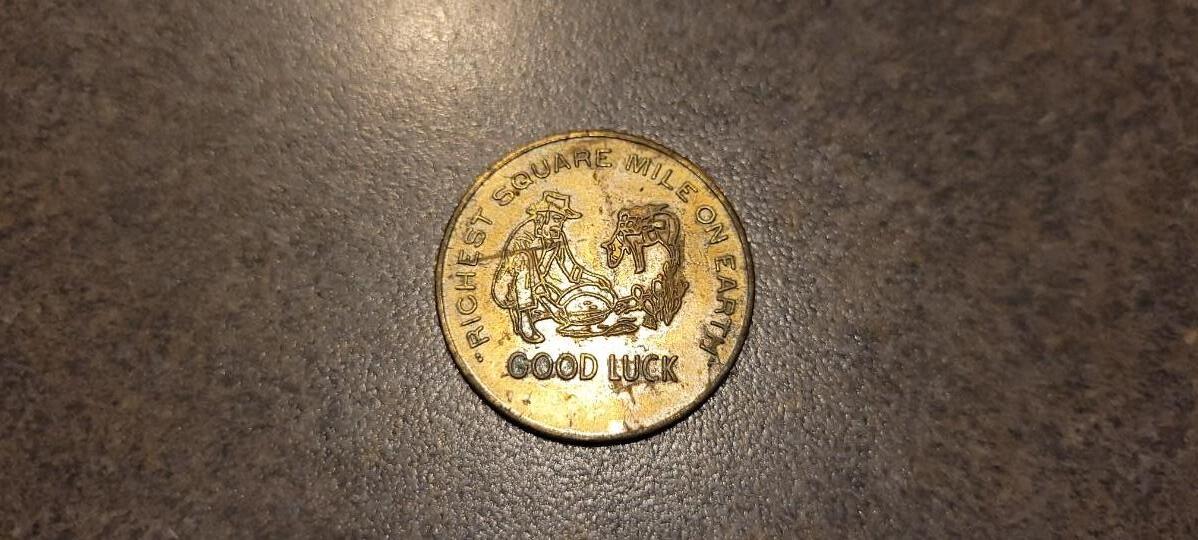 ·RICHEST SQUARE MILE ON EARTH·
GOOD LUCK